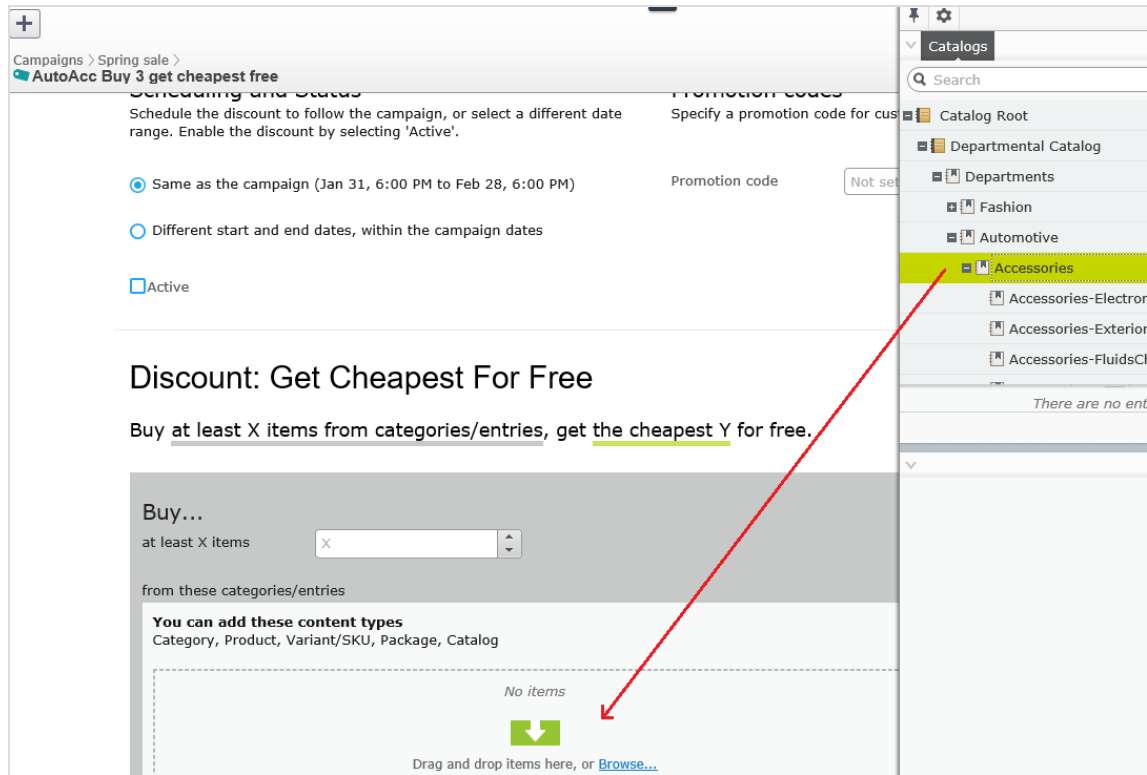 Campaigns > Spring sale >
AutoAcc Buy 3 get cheapest free
Scheduling and Status
Schedule the discount to follow the campaign, or select a different date
range. Enable the discount by selecting 'Active'.
Same as the campaign (Jan 31, 6:00 PM to Feb 28, 6:00 PM)
Different start and end dates, within the campaign dates
Active
Promotion codes
Specify a promotion code for cus
Promotion code
Not set
Discount: Get Cheapest For Free
Buy at least X items from categories/entries, get the cheapest Y for free.
Buy...
at least X items
X
from these categories/entries
You can add these content types
Category, Product, Variant/SKU, Package, Catalog
No items
Drag and drop items here, or Browse...
Catalogs
Search
Catalog Root
Departmental Catalog
Departments
Fashion
Automotive
Accessories
Accessories-Electron
Accessories-Exterior
Accessories-FluidsCh
There are no ent